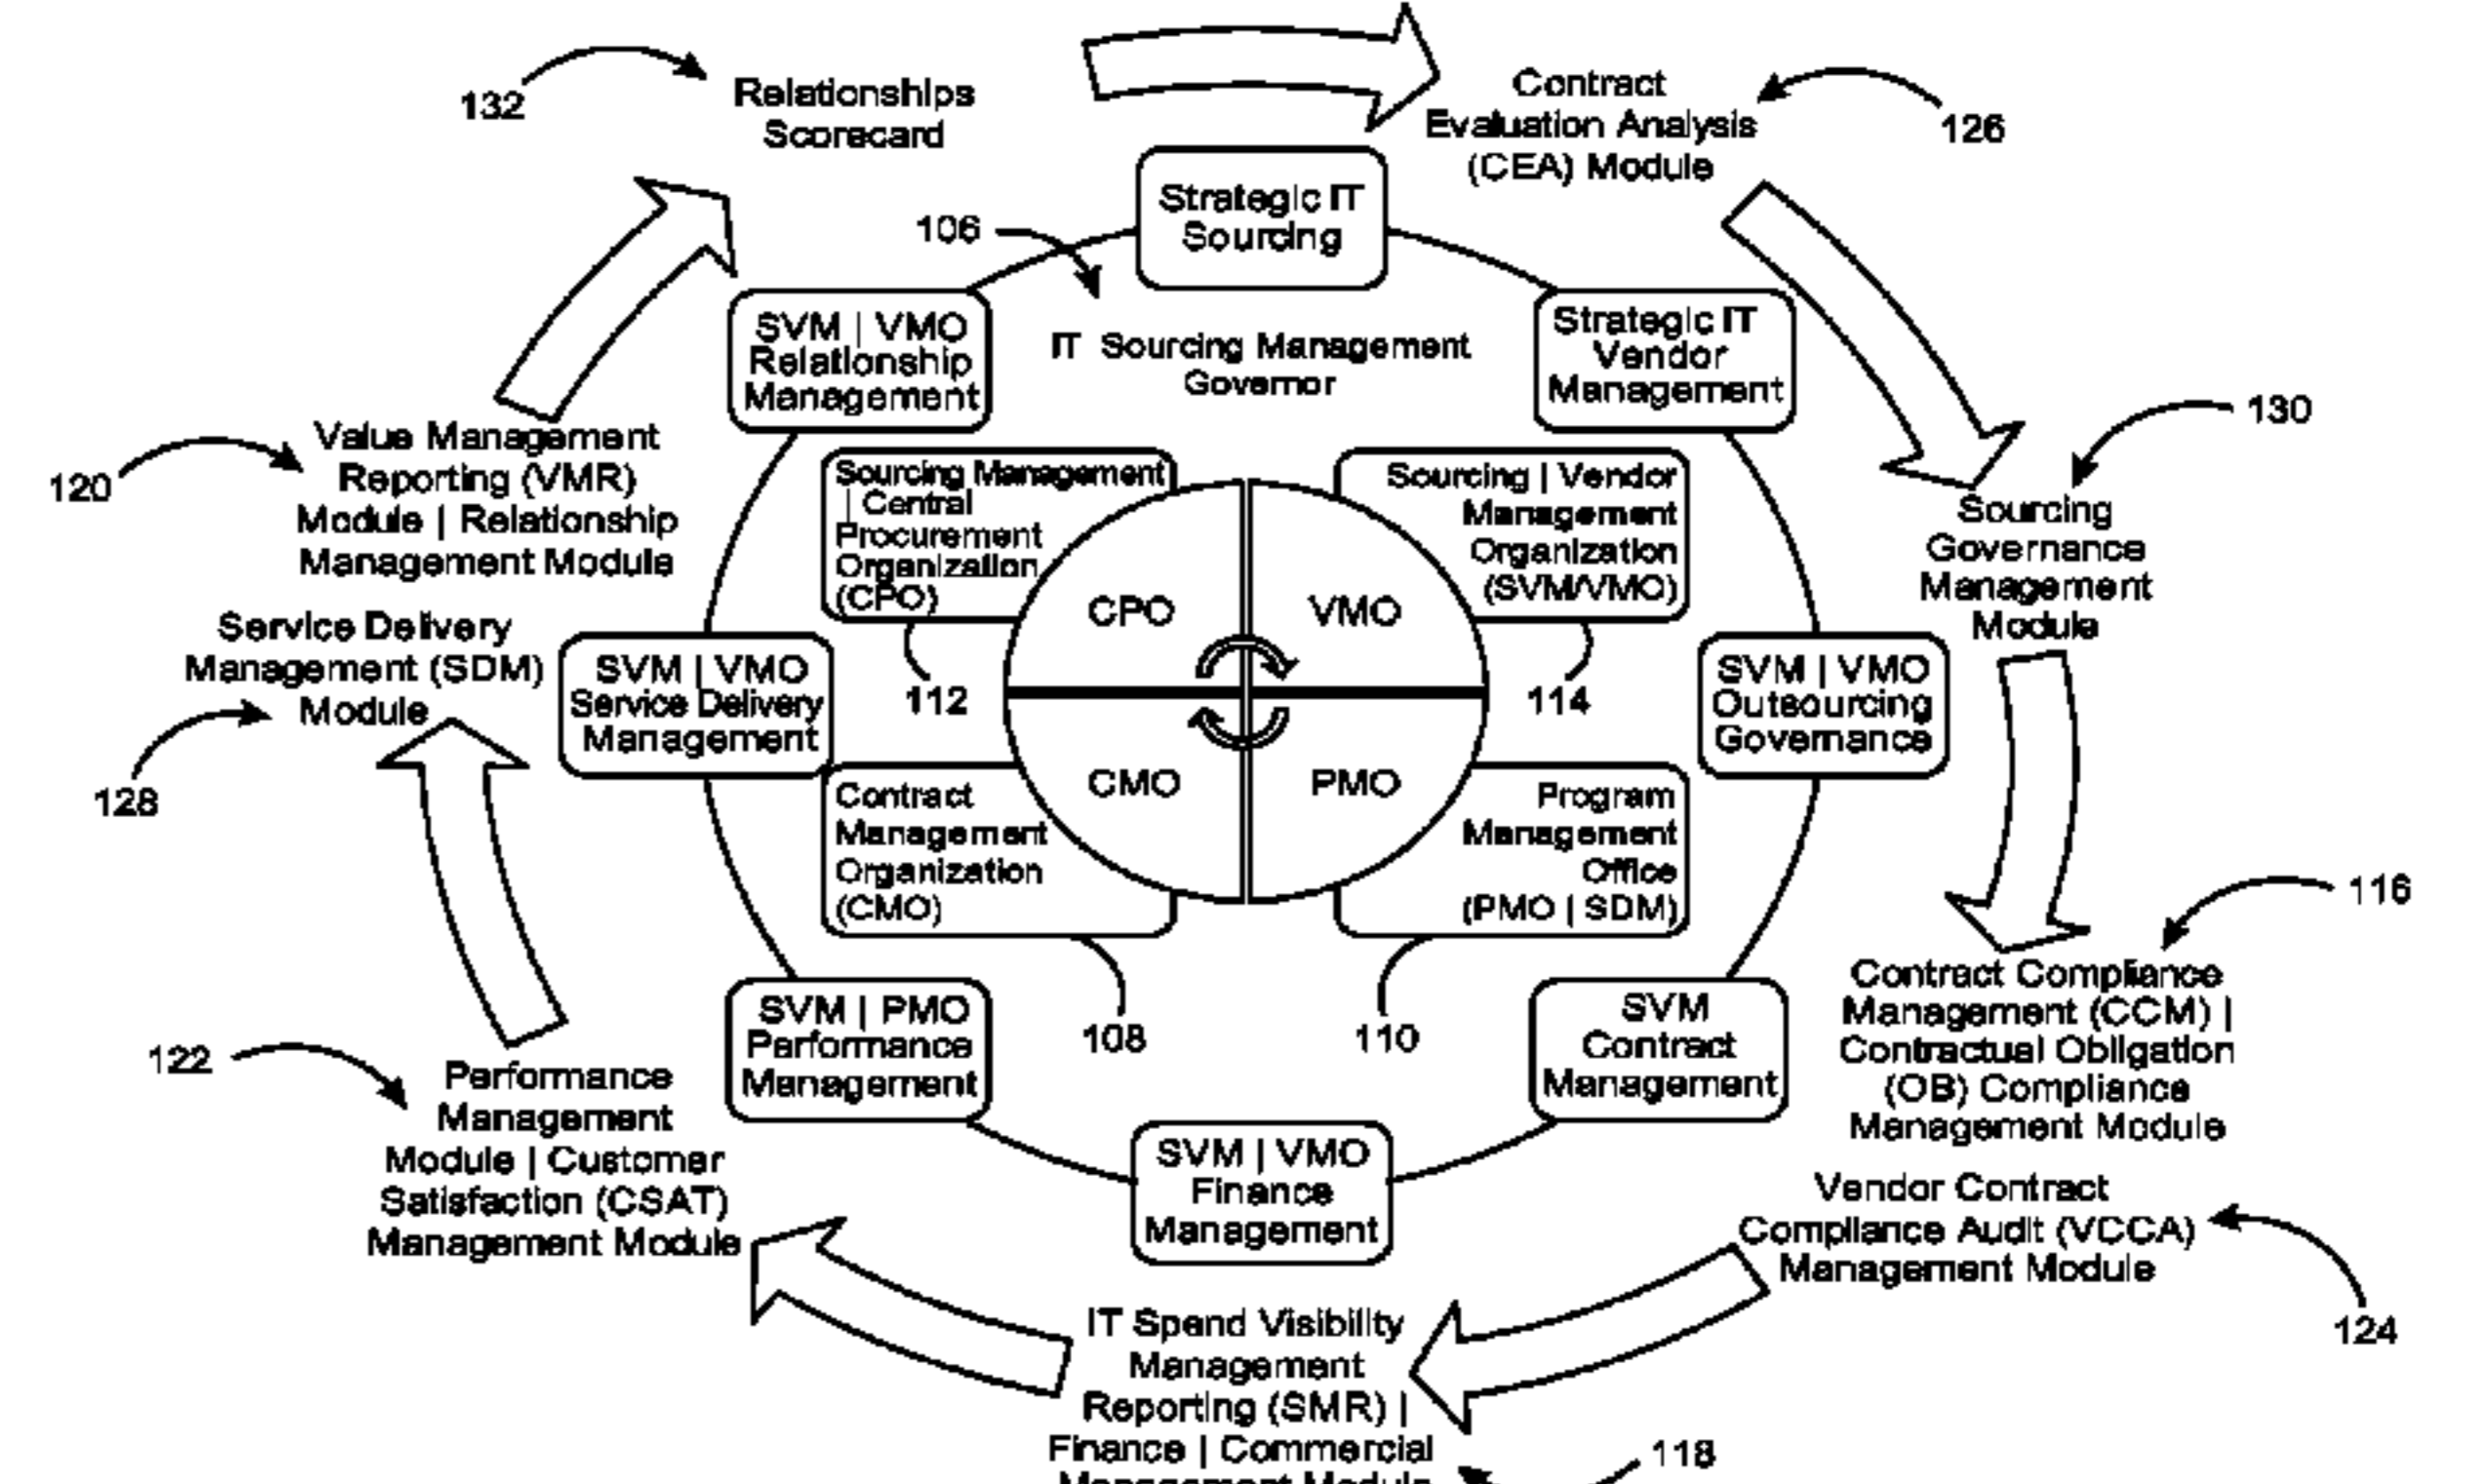 132
Relationships
Scorecard
Contract
Evaluation Analysis
(CEA) Module
126
Strategic IT
Sourcing
106
IT Sourcing Management
Governor
SVM | VMO
Relationship
Management
Strategic IT
Vendor
Management
130
Value Management
Reporting (VMR)
Module | Relationship
Management Module
120
Sourcing Management
| Central
Procurement
Organization
(CPO)
112
Sourcing | Vendor
Management
Organization
(SVM/VMO)
114
CPO
VMO
CMO
PMO
Sourcing
Governance
Management
Module
Service Delivery
Management (SDM)
Module
128
SVM | VMO
Service Delivery
Management
SVM | VMO
Outsourcing
Governance
Contract
Management
Organization
(CMO)
108
Program
Management
Office
(PMO | SDM)
110
116
Contract Compliance
Management (CCM) |
Contractual Obligation
(OB) Compliance
Management Module
SVM | PMO
Performance
Management
SVM
Contract
Management
122
Performance
Management
Module | Customer
Satisfaction (CSAT)
Management Module
SVM | VMO
Finance
Management
Vendor Contract
Compliance Audit (VCCA)
Management Module
124
IT Spend Visibility
Management
Reporting (SMR) |
Finance | Commercial
Management Module
118